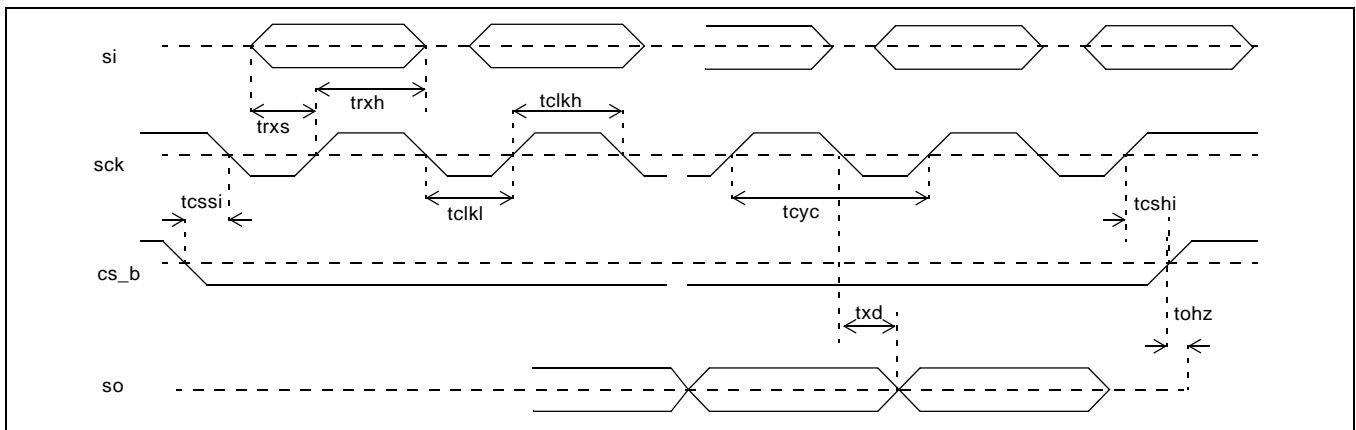 si
trxh
tclkh
trxs
sck
tcssi
tclkl
tcyc
tcshi
cs_b
txd
tohz
so